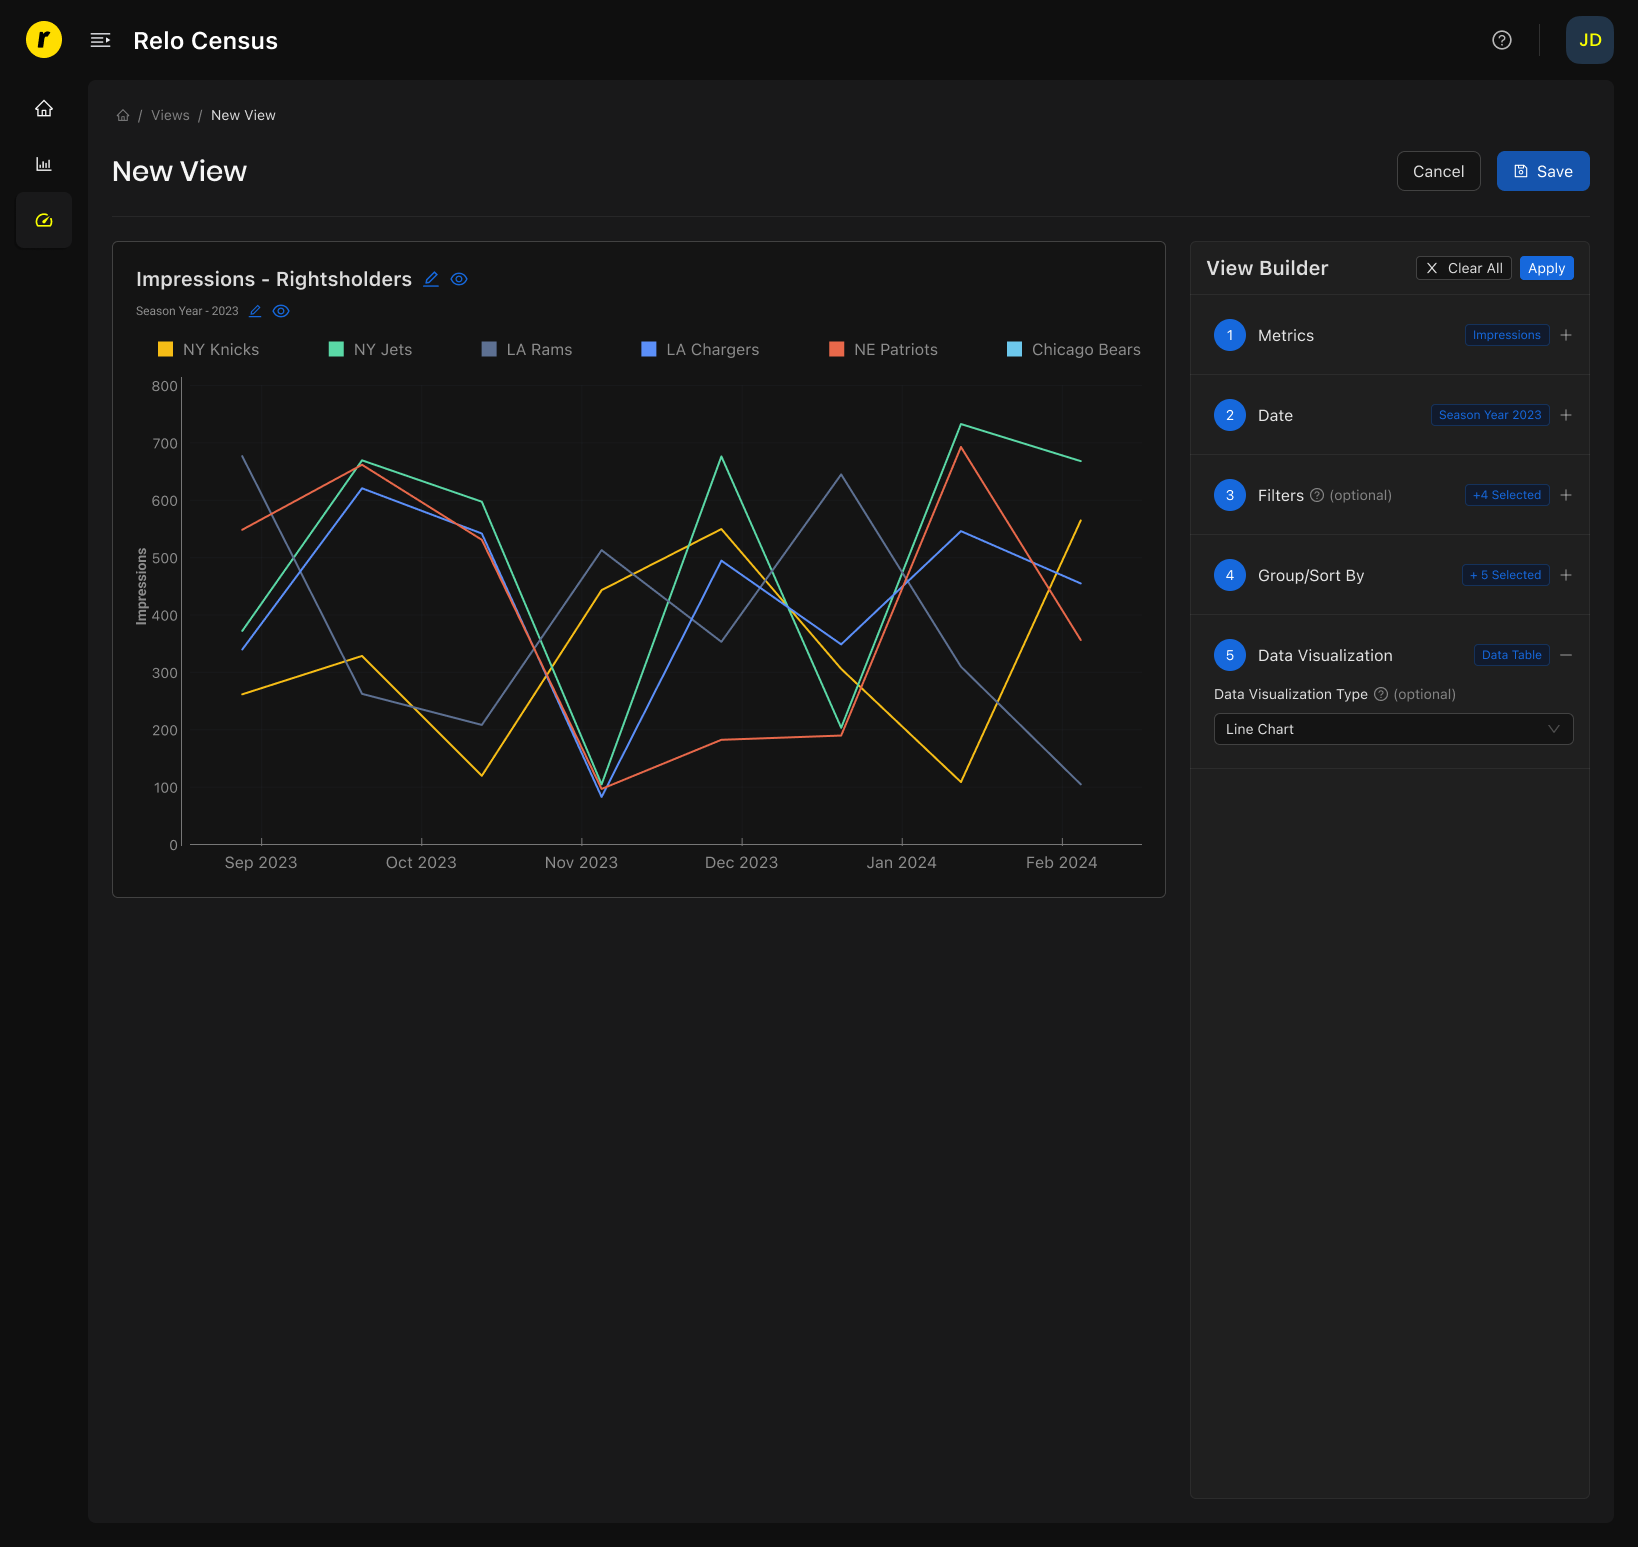 r
Relo Census
JD
/ Views / New View
New View
Cancel
Save
Impressions - Rightsholders
Season Year - 2023
NY Knicks
NY Jets
LA Rams
LA Chargers
NE Patriots
Chicago Bears
Impressions
800
700
600
500
400
300
200
100
0
Sep 2023
Oct 2023
Nov 2023
Dec 2023
Jan 2024
Feb 2024
View Builder
Clear All
Apply
1 Metrics Impressions +
2 Date Season Year 2023 +
3 Filters ? (optional) +4 Selected +
4 Group/Sort By + 5 Selected +
5 Data Visualization Data Table −
Data Visualization Type ? (optional)
Line Chart